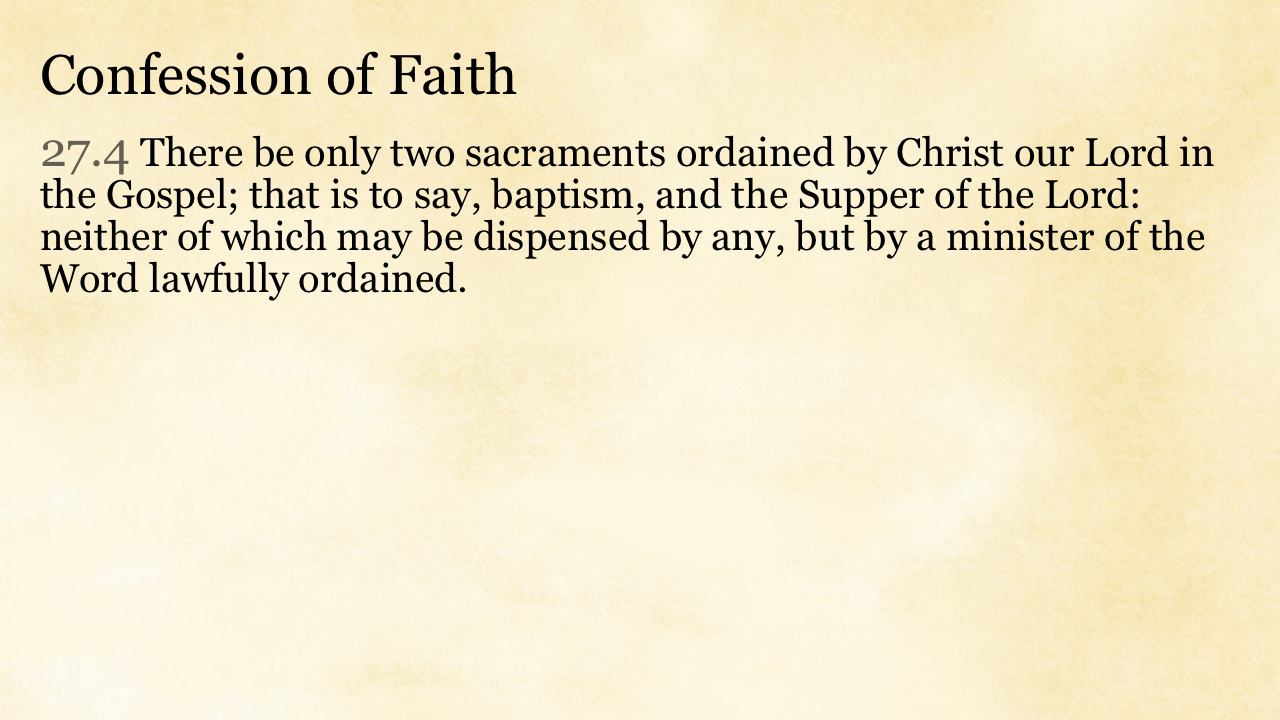 Confession of Faith
27.4 There be only two sacraments ordained by Christ our Lord in
the Gospel; that is to say, baptism, and the Supper of the Lord:
neither of which may be dispensed by any, but by a minister of the
Word lawfully ordained.